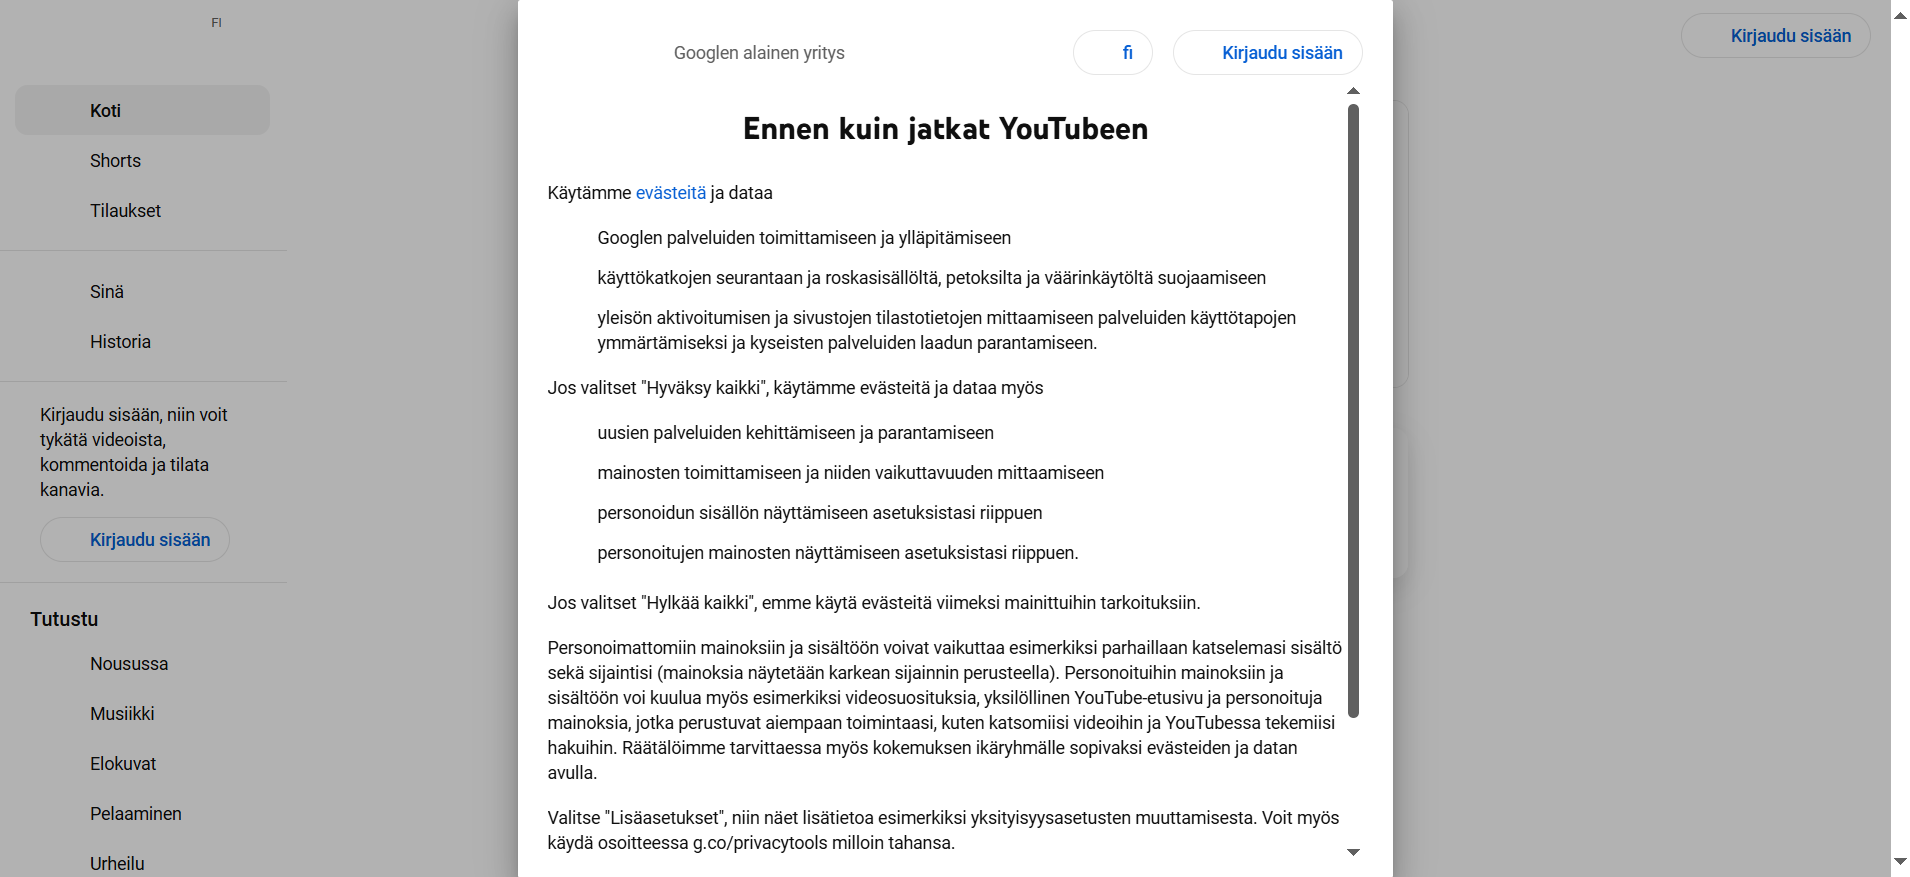 FI
Kirjaudu sisään
Koti
Shorts
Tilaukset
Sinä
Historia
Kirjaudu sisään, niin voit
tykätä videoista,
kommentoida ja tilata
kanavia.
Kirjaudu sisään
Tutustu
Nousussa
Musiikki
Elokuvat
Pelaaminen
Urheilu
Googlen alainen yritys
fi
Kirjaudu sisään
Ennen kuin jatkat YouTubeen
Käytämme evästeitä ja dataa
Googlen palveluiden toimittamiseen ja ylläpitämiseen
käyttökatkojen seurantaan ja roskasisällöltä, petoksilta ja väärinkäytöltä suojaamiseen
yleisön aktivoitumisen ja sivustojen tilastotietojen mittaamiseen palveluiden käyttötapojen
ymmärtämiseksi ja kyseisten palveluiden laadun parantamiseen.
Jos valitset "Hyväksy kaikki", käytämme evästeitä ja dataa myös
uusien palveluiden kehittämiseen ja parantamiseen
mainosten toimittamiseen ja niiden vaikuttavuuden mittaamiseen
personoidun sisällön näyttämiseen asetuksistasi riippuen
personoitujen mainosten näyttämiseen asetuksistasi riippuen.
Jos valitset "Hylkää kaikki", emme käytä evästeitä viimeksi mainittuihin tarkoituksiin.
Personoimattomiin mainoksiin ja sisältöön voivat vaikuttaa esimerkiksi parhaillaan katselemasi sisältö
sekä sijaintisi (mainoksia näytetään karkean sijainnin perusteella). Personoituihin mainoksiin ja
sisältöön voi kuulua myös esimerkiksi videosuosituksia, yksilöllinen YouTube-etusivu ja personoituja
mainoksia, jotka perustuvat aiempaan toimintaasi, kuten katsomiisi videoihin ja YouTubessa tekemiisi
hakuihin. Räätälöimme tarvittaessa myös kokemuksen ikäryhmälle sopivaksi evästeiden ja datan
avulla.
Valitse "Lisäasetukset", niin näet lisätietoa esimerkiksi yksityisyysasetusten muuttamisesta. Voit myös
käydä osoitteessa g.co/privacytools milloin tahansa.